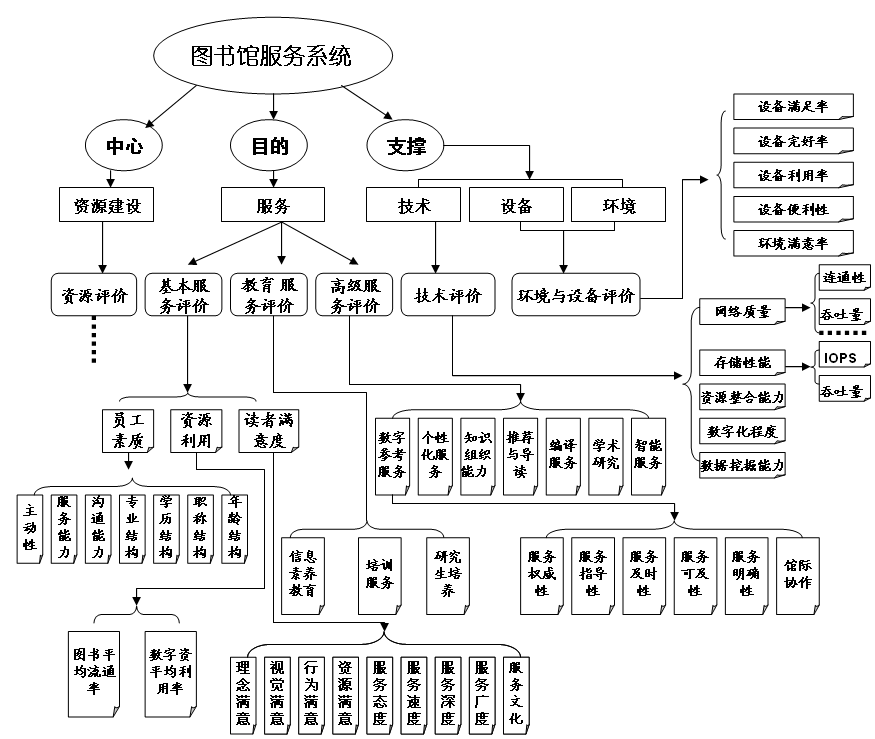 图书馆服务系统
中心
目的
支撑
资源建设
服务
技术
设备
环境
设备满足率
设备完好率
设备利用率
设备便利性
环境满意率
资源评价
基本服
务评价
教育 服
务评价
高级服
务评价
技术评价
环境与设备评价
网络质量
连通性
吞吐量
存储性能
IOPS
吞吐量
资源整合能力
数字化程度
数据挖掘能力
员工
素质
资源
利用
读者满
意度
数字
参考
服务
个性
化服
务
知识
组织
能力
推荐
与导
读
编译
服务
学术
研究
智能
服务
主动性
服务能力
沟通能力
专业结构
学历结构
职称结构
年龄结构
信息
素养
教育
培训
服务
研究
生培
养
服务
权威
性
服务
指导
性
服务
及时
性
服务
可及
性
服务
明确
性
馆际
协作
图书平
均流通
率
数字资
平均利
用率
理念满意
视觉满意
行为满意
资源满意
服务态度
服务速度
服务深度
服务广度
服务文化